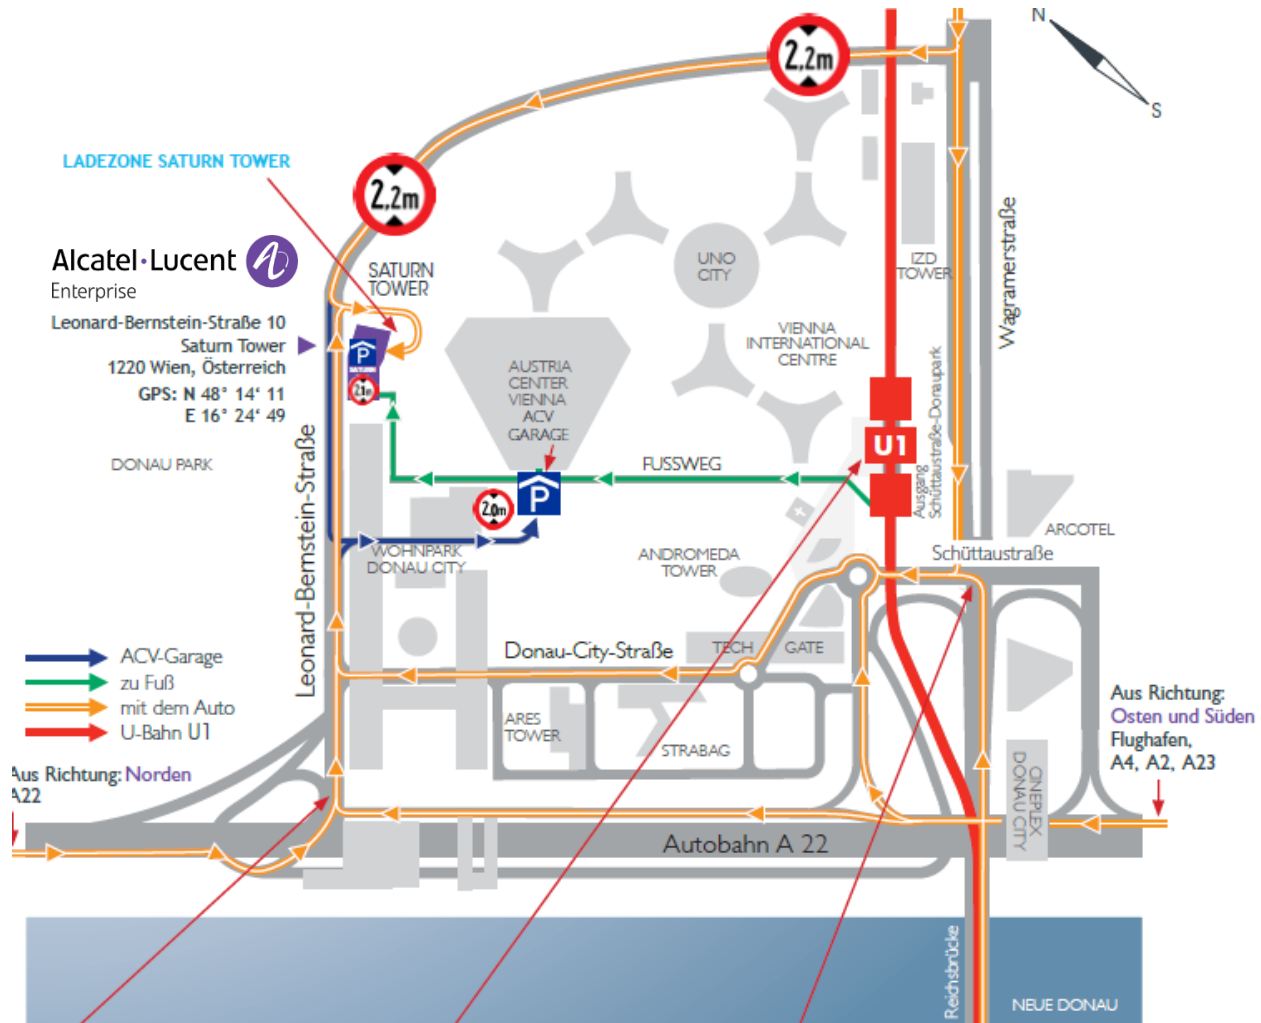 N
S
2,2m
2,2m
LADEZONE SATURN TOWER
Alcatel·Lucent
Enterprise
Leonard-Bernstein-Straße 10
Saturn Tower
1220 Wien, Österreich
GPS: N 48° 14‘ 11
E 16° 24‘ 49
SATURN
TOWER
P
SATURN
2.1m
UNO
CITY
IZD
TOWER
Wagramerstraße
VIENNA
INTERNATIONAL
CENTRE
AUSTRIA
CENTER
VIENNA
ACV
GARAGE
U1
Ausgang
Schüttaustraße-Donaupark
FUSSWEG
P
2.0m
DONAU PARK
Leonard-Bernstein-Straße
WOHNPARK
DONAU CITY
ANDROMEDA
TOWER
ARCOTEL
Schüttaustraße
Donau-City-Straße
TECH GATE
ACV-Garage
zu Fuß
mit dem Auto
U-Bahn U1
ARES
TOWER
STRABAG
CINEPLEX
DONAU CITY
Aus Richtung:
Osten und Süden
Flughafen,
A4, A2, A23
Aus Richtung: Norden
A22
Autobahn A 22
Reichsbrücke
NEUE DONAU